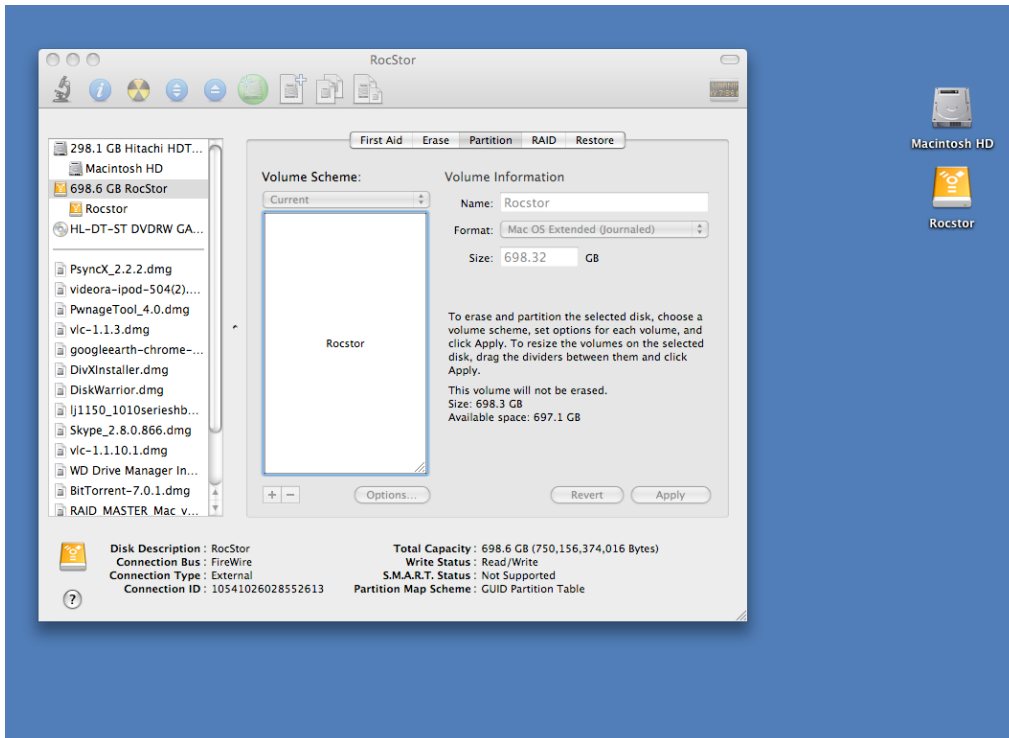 RocStor
First Aid Erase Partition RAID Restore
298.1 GB Hitachi HDT...
Macintosh HD
698.6 GB RocStor
Rocstor
HL-DT-ST DVDRW GA...
PsyncX_2.2.2.dmg
videora-ipod-504(2)....
PwnageTool_4.0.dmg
vlc-1.1.3.dmg
googleearth-chrome-...
DivXInstaller.dmg
DiskWarrior.dmg
lj1150_1010serieshb...
Skype_2.8.0.866.dmg
vlc-1.1.10.1.dmg
WD Drive Manager In...
BitTorrent-7.0.1.dmg
RAID MASTER Mac v...
Volume Scheme:
Current
Rocstor
+ −
Options...
Volume Information
Name: Rocstor
Format: Mac OS Extended (Journaled)
Size: 698.32 GB
To erase and partition the selected disk, choose a
volume scheme, set options for each volume, and
click Apply. To resize the volumes on the selected
disk, drag the dividers between them and click
Apply.
This volume will not be erased.
Size: 698.3 GB
Available space: 697.1 GB
Revert Apply
Disk Description : RocStor
Connection Bus : FireWire
Connection Type : External
Connection ID : 10541026028552613
Total Capacity : 698.6 GB (750,156,374,016 Bytes)
Write Status : Read/Write
S.M.A.R.T. Status : Not Supported
Partition Map Scheme : GUID Partition Table
?
Macintosh HD
Rocstor